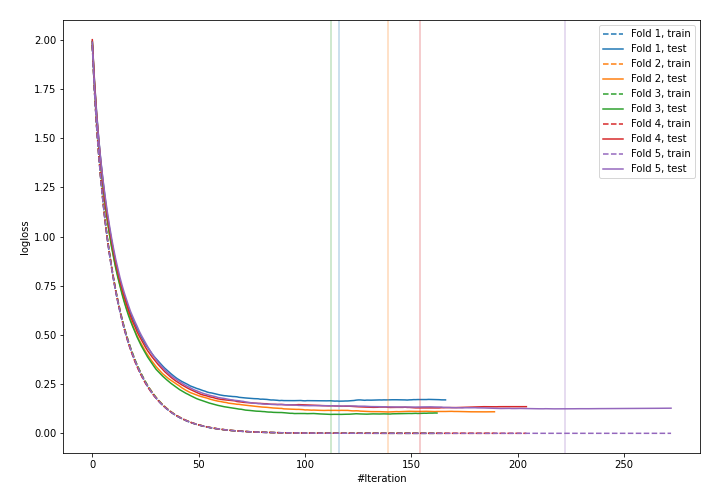 2.00
1.75
1.50
1.25
1.00
0.75
0.50
0.25
0.00
logloss
0
50
100
150
200
250
#Iteration
Fold 1, train
Fold 1, test
Fold 2, train
Fold 2, test
Fold 3, train
Fold 3, test
Fold 4, train
Fold 4, test
Fold 5, train
Fold 5, test